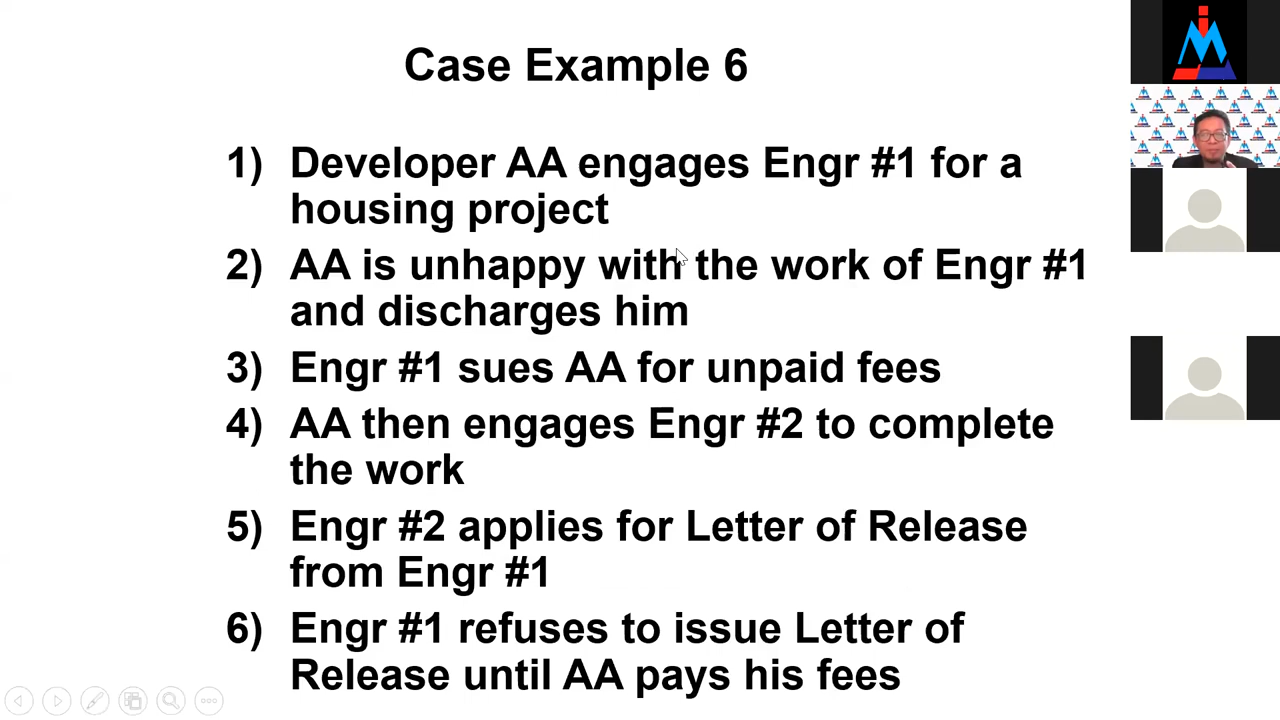 Case Example 6
1) Developer AA engages Engr #1 for a
housing project
2) AA is unhappy with the work of Engr #1
and discharges him
3) Engr #1 sues AA for unpaid fees
4) AA then engages Engr #2 to complete
the work
5) Engr #2 applies for Letter of Release
from Engr #1
6) Engr #1 refuses to issue Letter of
Release until AA pays his fees